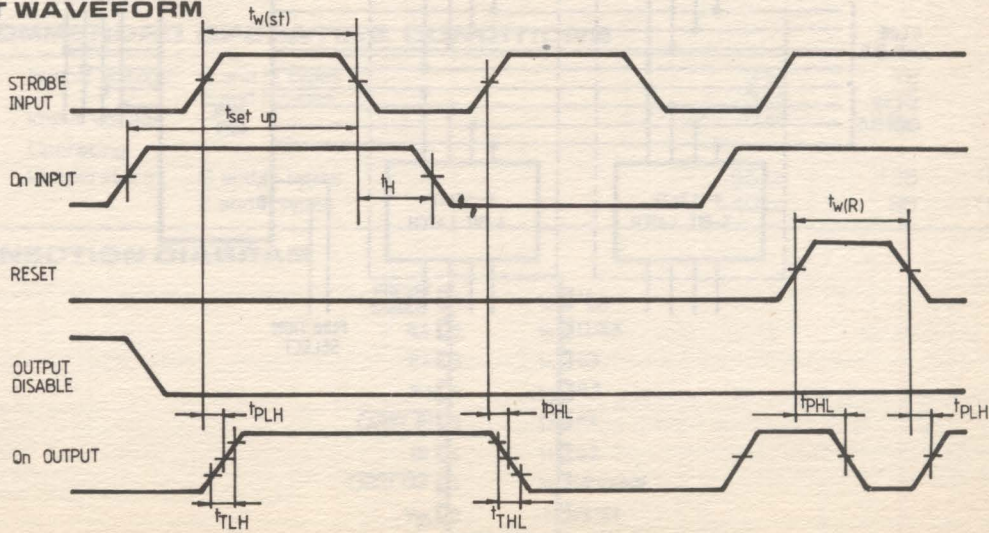 T WAVEFORM
tw(st)
STROBE
INPUT
tset up
Dn INPUT
tH
tw(R)
RESET
OUTPUT
DISABLE
tPLH
tPHL
tPHL
tPLH
On OUTPUT
tTLH
tTHL